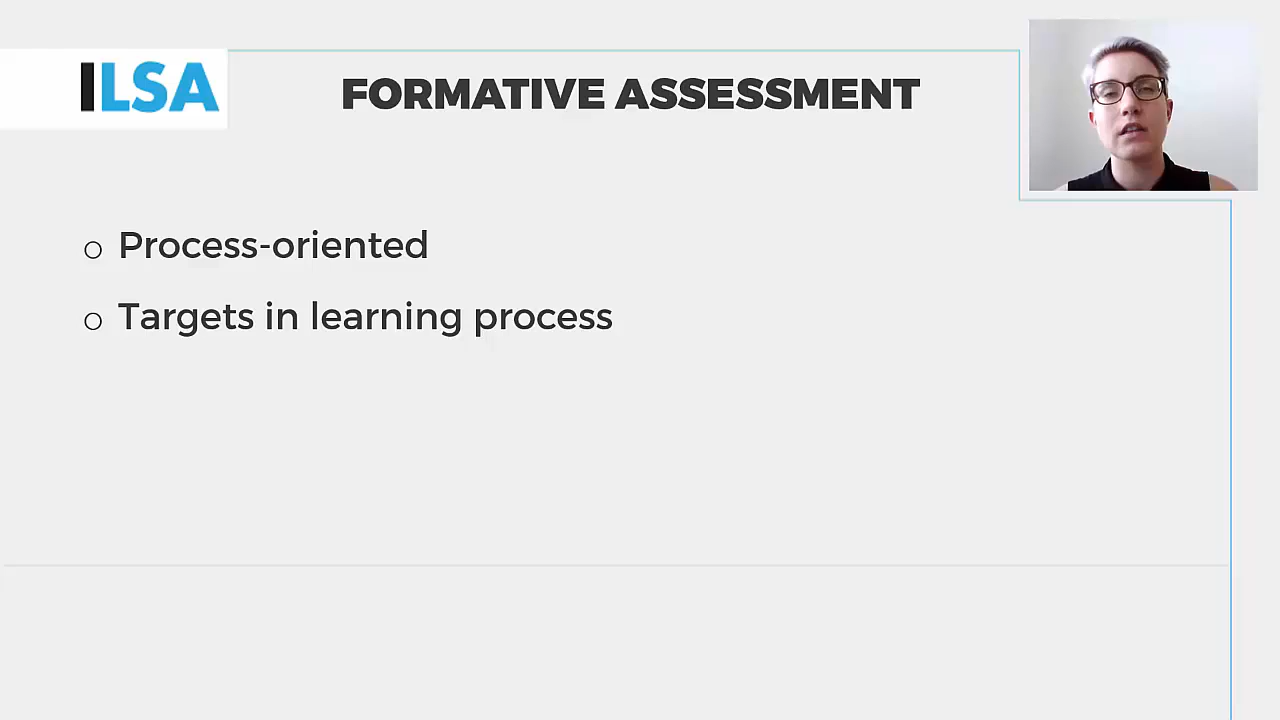 ILSA
FORMATIVE ASSESSMENT
o Process-oriented
o Targets in learning process